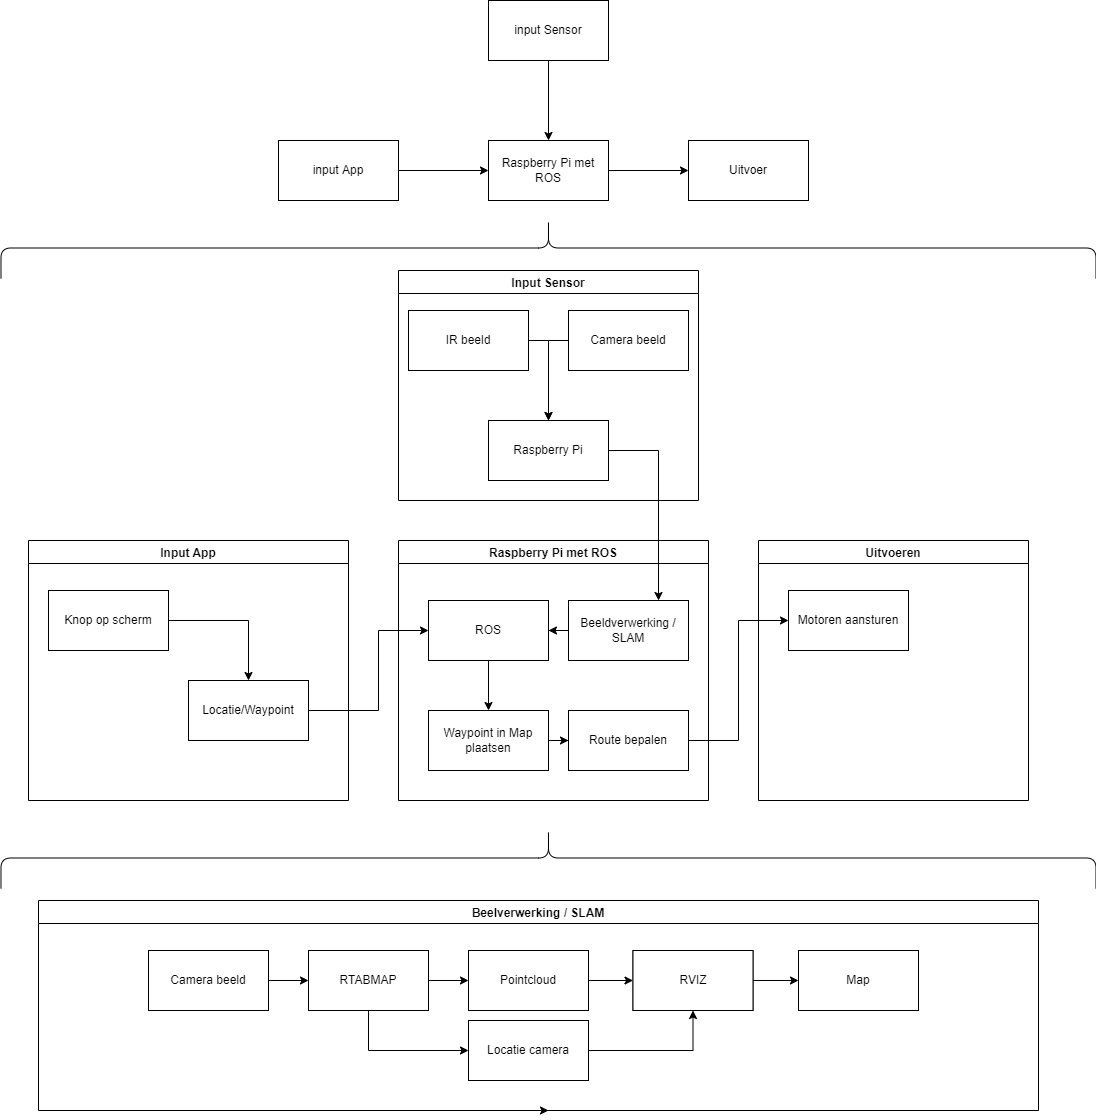 input Sensor
input App
Raspberry Pi met
ROS
Uitvoer
Input Sensor
IR beeld
Camera beeld
Raspberry Pi
Input App
Knop op scherm
Locatie/Waypoint
Raspberry Pi met ROS
ROS
Beeldverwerking /
SLAM
Waypoint in Map
plaatsen
Route bepalen
Uitvoeren
Motoren aansturen
Beelverwerking / SLAM
Camera beeld
RTABMAP
Pointcloud
RVIZ
Map
Locatie camera